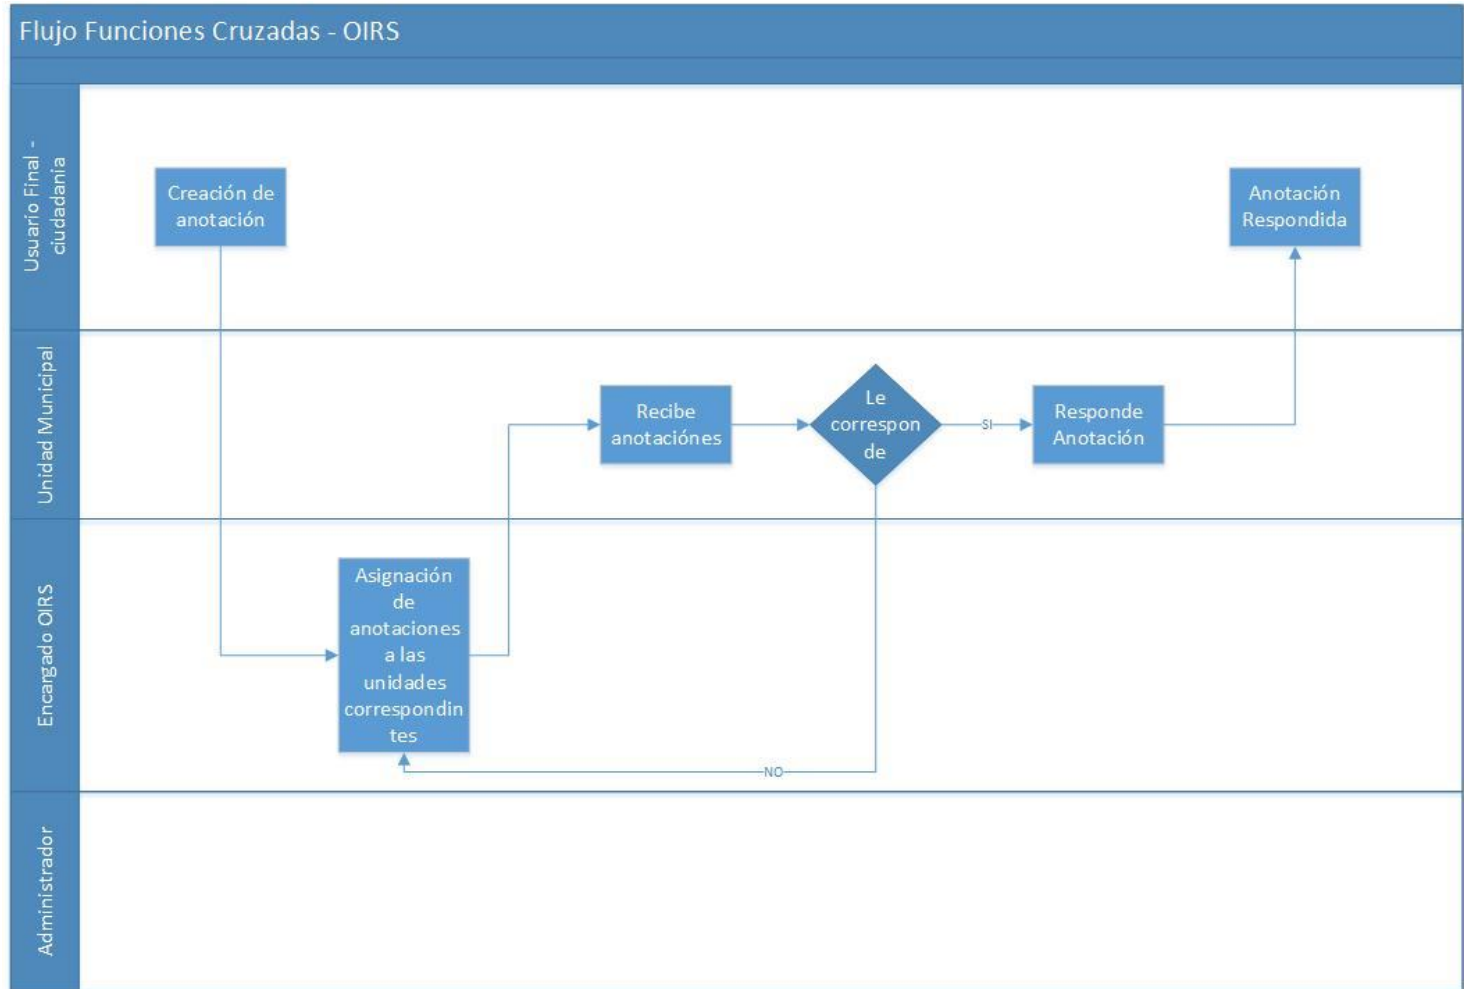 Flujo Funciones Cruzadas - OIRS
Usuario Final -
ciudadania
Creación de
anotación
Anotación
Respondida
Unidad Municipal
Recibe
anotaciónes
Le
correspon
de
SI
Responde
Anotación
Encargado OIRS
Asignación
de
anotaciones
a las
unidades
correspondin
tes
NO
Administrador